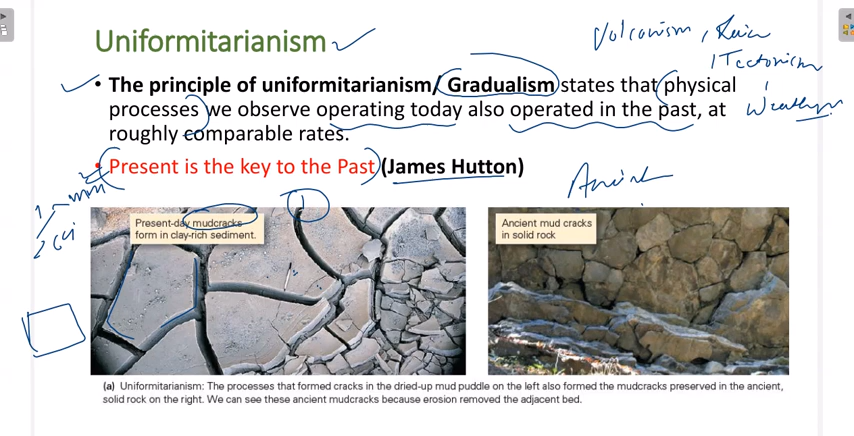 Uniformitarianism
Volcanism, Rain
Tectonism
• The principle of uniformitarianism/ Gradualism states that physical
processes we observe operating today also operated in the past, at
roughly comparable rates.
• Present is the key to the Past (James Hutton)
Ancient
1
Present-day mudcracks
form in clay-rich sediment.
Ancient mud cracks
in solid rock
(a) Uniformitarianism: The processes that formed cracks in the dried-up mud puddle on the left also formed the mudcracks preserved in the ancient,
solid rock on the right. We can see these ancient mudcracks because erosion removed the adjacent bed.